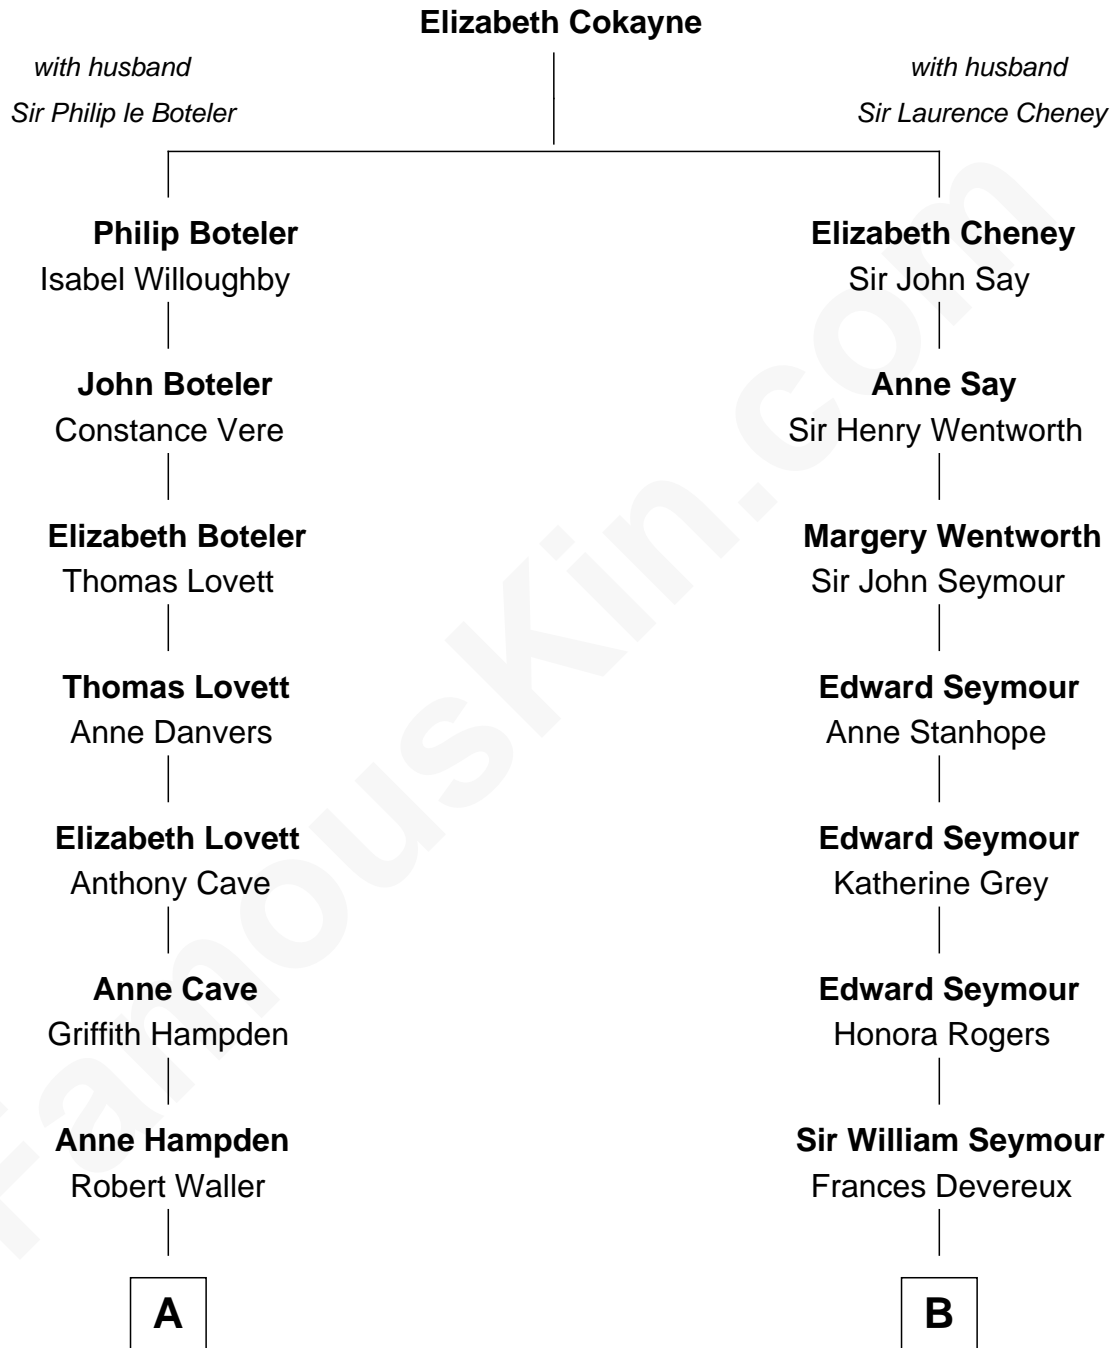 Elizabeth Cokayne
with husband
Sir Philip le Boteler
with husband
Sir Laurence Cheney
Philip Boteler
Isabel Willoughby
Elizabeth Cheney
Sir John Say
John Boteler
Constance Vere
Anne Say
Sir Henry Wentworth
Elizabeth Boteler
Thomas Lovett
Margery Wentworth
Sir John Seymour
Thomas Lovett
Anne Danvers
Edward Seymour
Anne Stanhope
Elizabeth Lovett
Anthony Cave
Edward Seymour
Katherine Grey
Anne Cave
Griffith Hampden
Edward Seymour
Honora Rogers
Anne Hampden
Robert Waller
Sir William Seymour
Frances Devereux
A
B
FamousKin.com